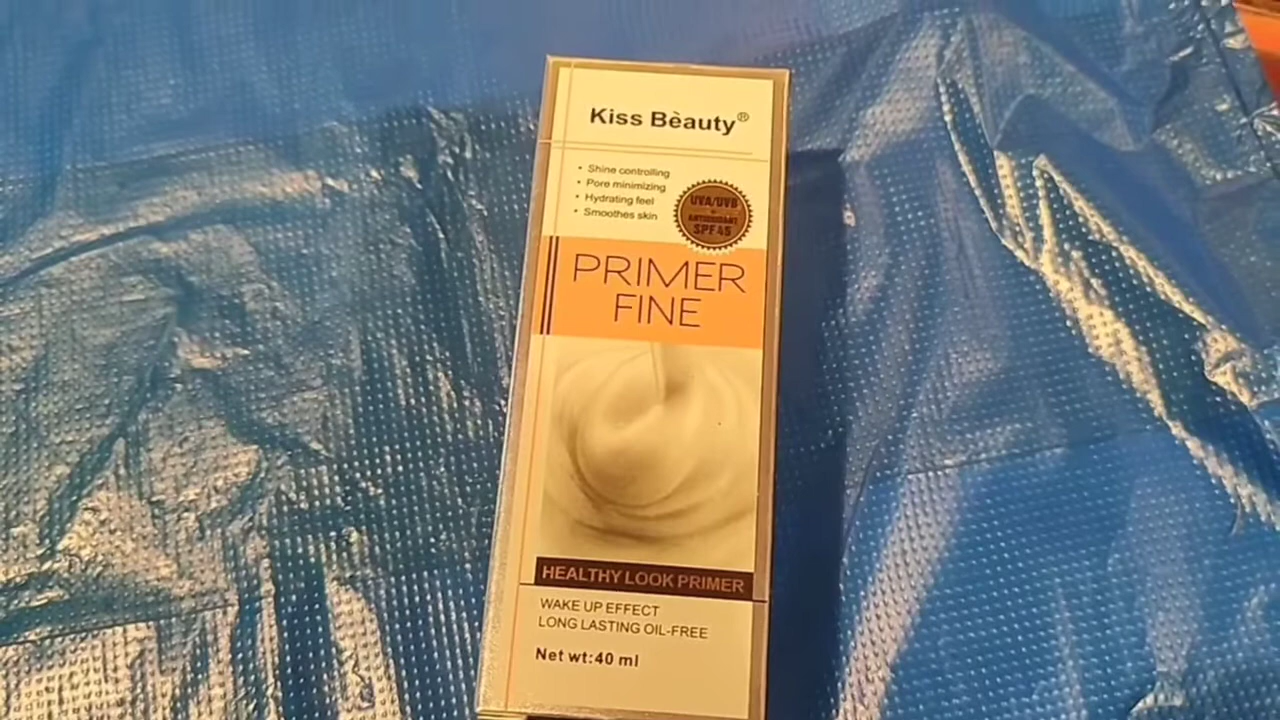 Kiss Bèauty®
• Shine controlling
• Pore minimizing
• Hydrating feel
• Smoothes skin
UVA/UVB
+
ANTIOXIDANT
SPF45
PRIMER
FINE
HEALTHY LOOK PRIMER
WAKE UP EFFECT
LONG LASTING OIL-FREE
Net wt:40 ml